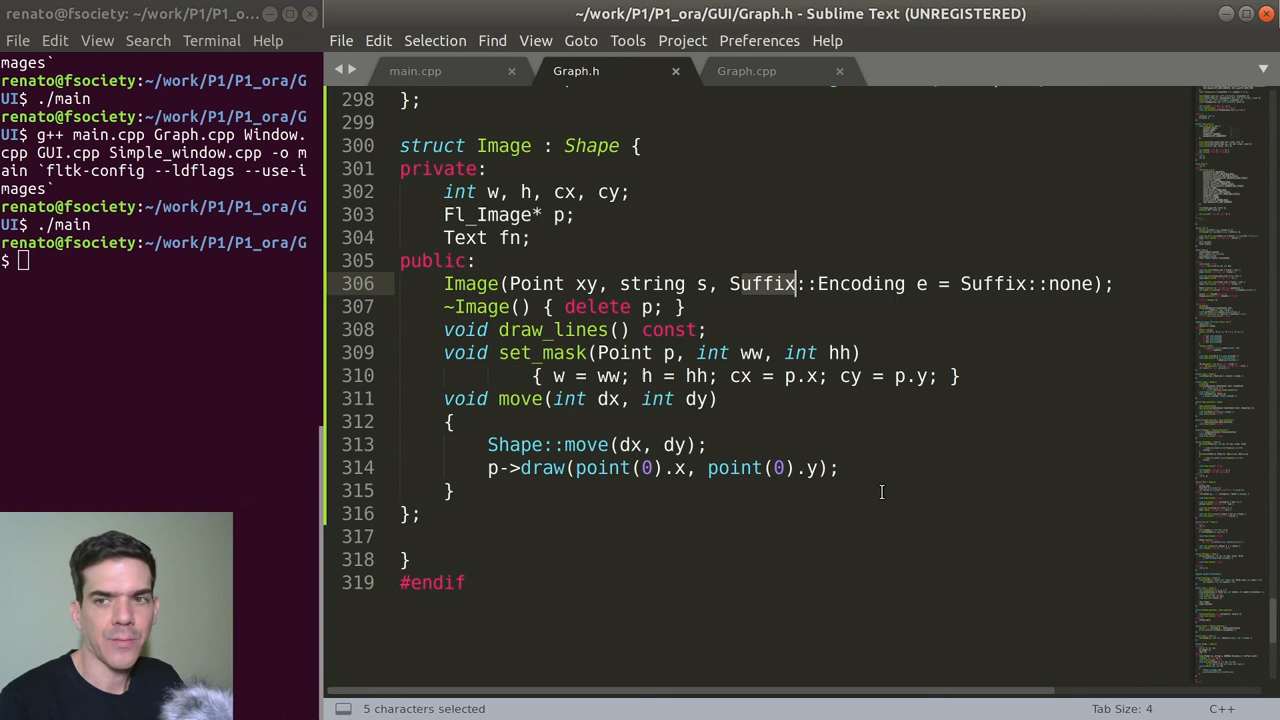 renato@fsociety: ~/work/P1/P1_o...
File Edit View Search Terminal Help
mages`
renato@fsociety:~/work/P1/P1_ora/G
UI$ ./main
renato@fsociety:~/work/P1/P1_ora/G
UI$ g++ main.cpp Graph.cpp Window.
cpp GUI.cpp Simple_window.cpp -o m
ain `fltk-config --ldflags --use-i
mages`
renato@fsociety:~/work/P1/P1_ora/G
UI$ ./main
renato@fsociety:~/work/P1/P1_ora/G
$
~/work/P1/P1_ora/GUI/Graph.h - Sublime Text (UNREGISTERED)
File Edit Selection Find View Goto Tools Project Preferences Help
main.cpp Graph.h Graph.cpp
298 };
299
300 struct Image : Shape {
301 private:
302 int w, h, cx, cy;
303 Fl_Image* p;
304 Text fn;
305 public:
306 Image(Point xy, string s, Suffix::Encoding e = Suffix::none);
307 ~Image() { delete p; }
308 void draw_lines() const;
309 void set_mask(Point p, int ww, int hh)
310 { w = ww; h = hh; cx = p.x; cy = p.y; }
311 void move(int dx, int dy)
312 {
313 Shape::move(dx, dy);
314 p->draw(point(0).x, point(0).y);
315 }
316 };
317
318 }
319 #endif
5 characters selected
Tab Size: 4
C++